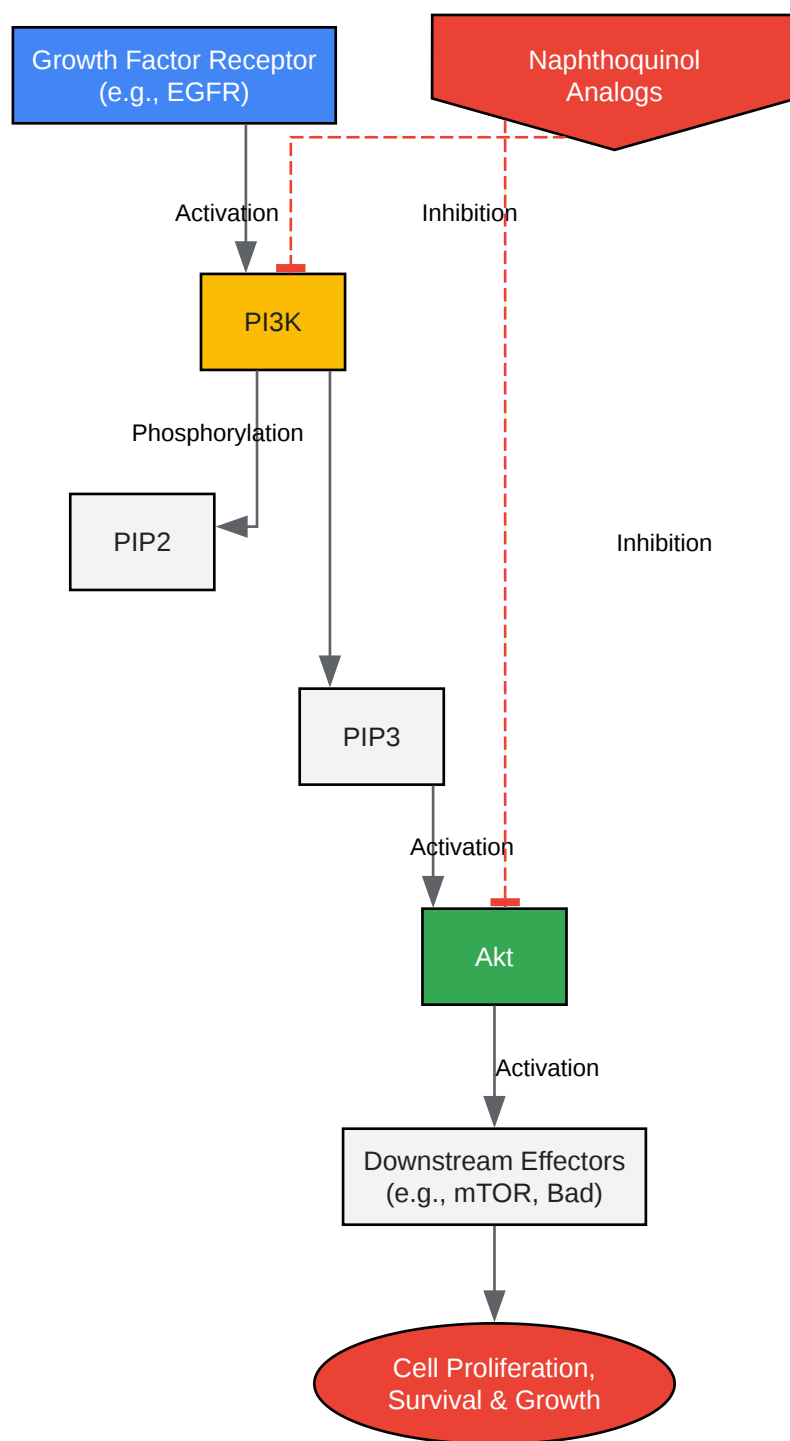 Growth Factor Receptor
(e.g., EGFR)
Naphthoquinol
Analogs
Activation
Inhibition
PI3K
Phosphorylation
PIP2
Inhibition
PIP3
Activation
Akt
Activation
Downstream Effectors
(e.g., mTOR, Bad)
Cell Proliferation,
Survival & Growth